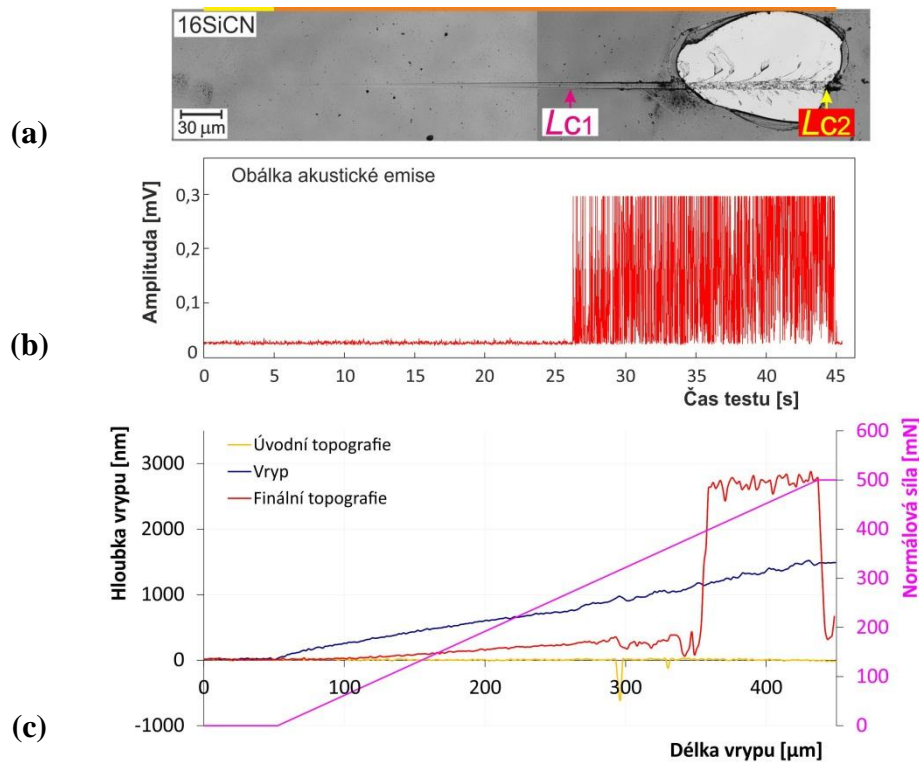 16SiCN
30 µm
Lc1
Lc2
(a)
Obálka akustické emise
Amplituda [mV]
0,3
0,2
0,1
0
0 5 10 15 20 25 30 35 40 45
Čas testu [s]
(b)
Úvodní topografie
Vryp
Finální topografie
Hloubka vrypu [nm]
3000
2000
1000
0
-1000
0 100 200 300 400
Délka vrypu [µm]
600
500
400
300
200
100
0
Normálová síla [mN]
(c)